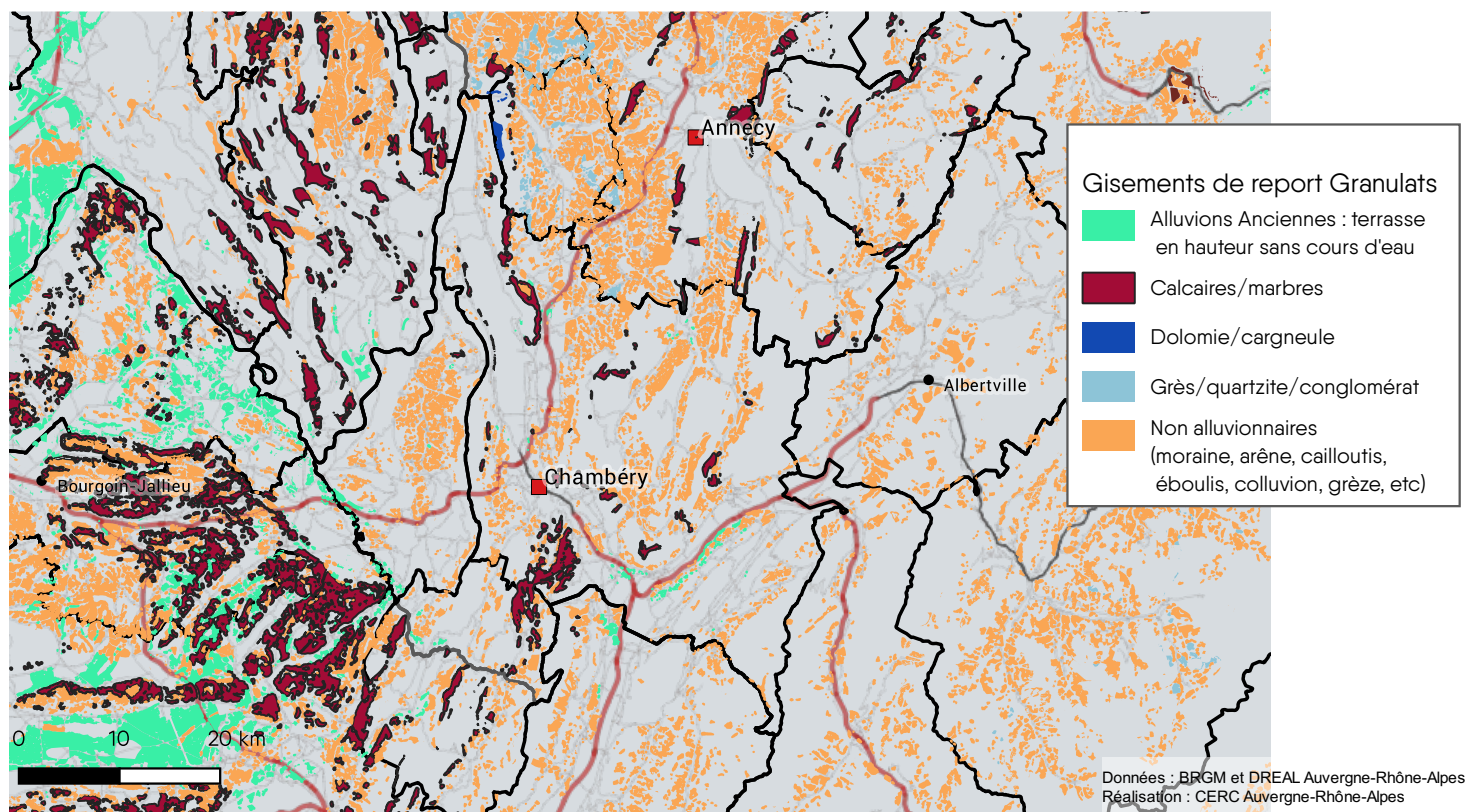 Annecy
Albertville
Chambéry
Bourgoin-Jallieu
0 10 20 km
Gisements de report Granulats
Alluvions Anciennes : terrasse
en hauteur sans cours d'eau
Calcaires/marbres
Dolomie/cargneule
Grès/quartzite/conglomérat
Non alluvionnaires
(moraine, arêne, cailloutis,
éboulis, colluvion, grèze, etc)
Données : BRGM et DREAL Auvergne-Rhône-Alpes
Réalisation : CERC Auvergne-Rhône-Alpes